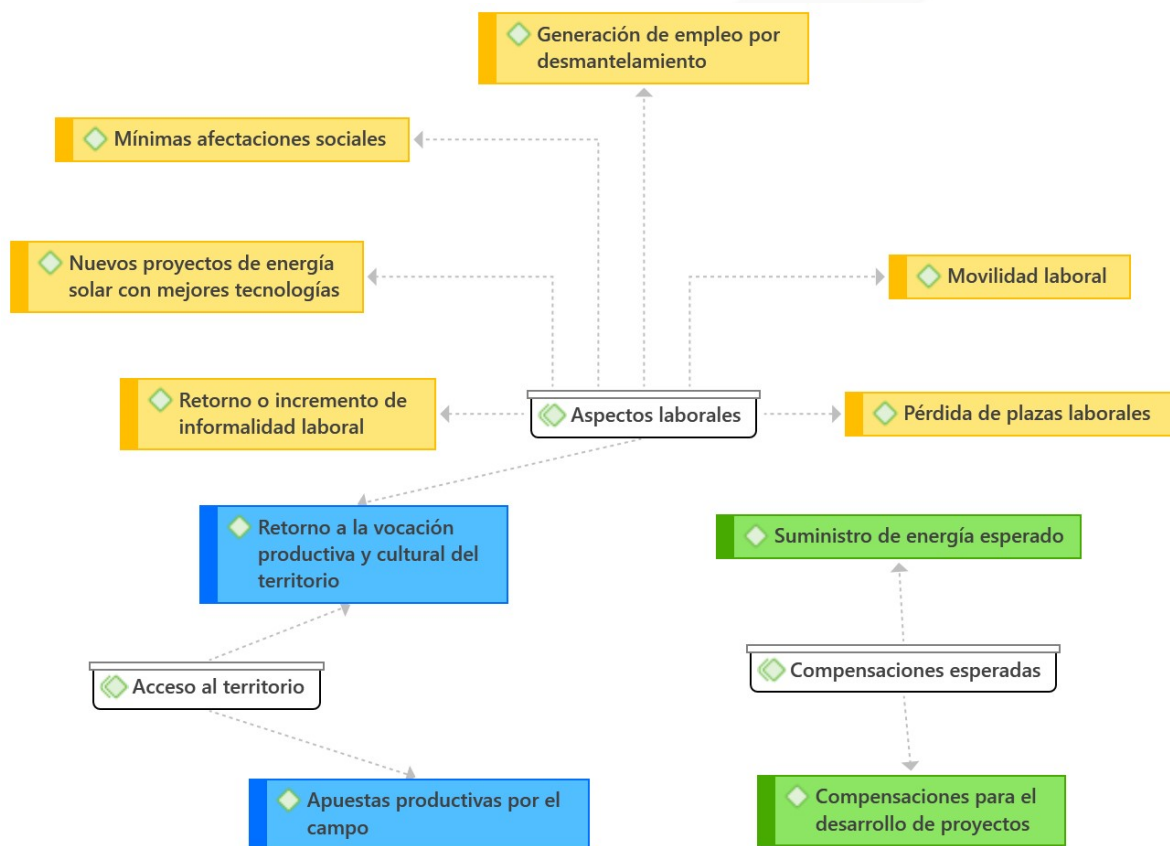 Generación de empleo por
desmantelamiento
Mínimas afectaciones sociales
Nuevos proyectos de energía
solar con mejores tecnologías
Movilidad laboral
Retorno o incremento de
informalidad laboral
Aspectos laborales
Pérdida de plazas laborales
Retorno a la vocación
productiva y cultural del
territorio
Suministro de energía esperado
Acceso al territorio
Compensaciones esperadas
Apuestas productivas por el
campo
Compensaciones para el
desarrollo de proyectos